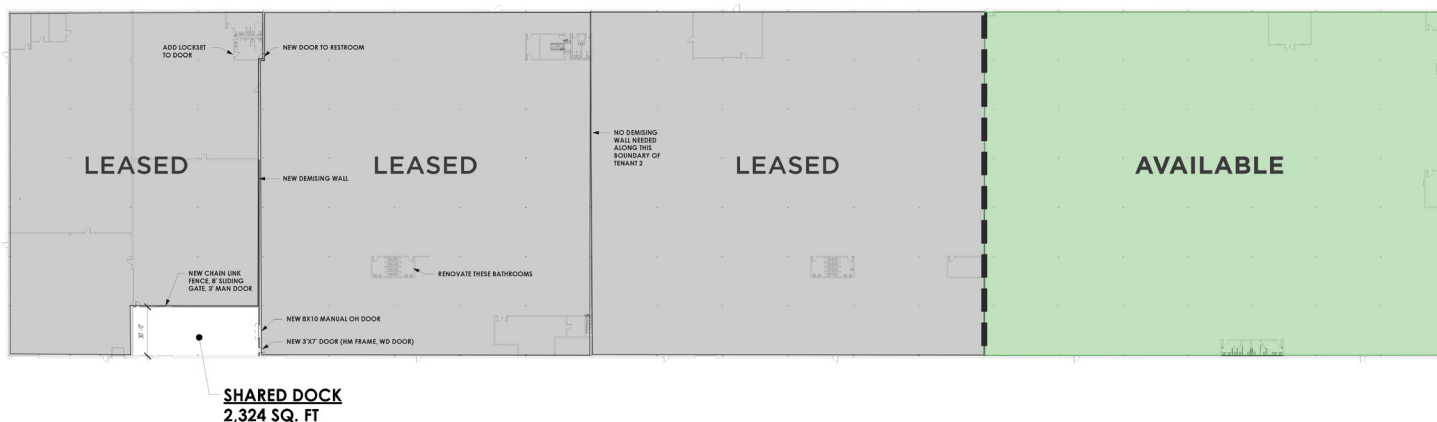 ADD LOCKSET
TO DOOR
NEW DOOR TO RESTROOM
NO DEMISING
WALL NEEDED
ALONG THIS
BOUNDARY OF
TENANT 2
LEASED
LEASED
LEASED
AVAILABLE
NEW DEMISING WALL
NEW CHAIN LINK
FENCE, 8' SLIDING
GATE, 3' MAN DOOR
RENOVATE THESE BATHROOMS
NEW 8X10 MANUAL OH DOOR
30' - 0"
NEW 3'X7' DOOR (HM FRAME, WD DOOR)
SHARED DOCK
2,324 SQ. FT